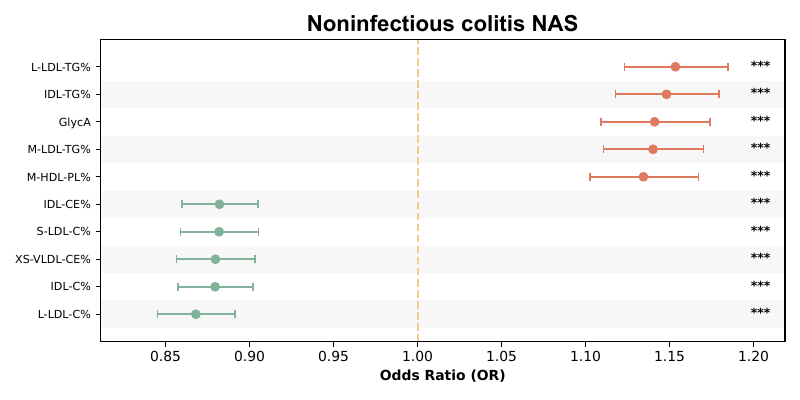 Noninfectious colitis NAS
L-LDL-TG% ***
IDL-TG% ***
GlycA ***
M-LDL-TG% ***
M-HDL-PL% ***
IDL-CE% ***
S-LDL-C% ***
XS-VLDL-CE% ***
IDL-C% ***
L-LDL-C% ***
0.85 0.90 0.95 1.00 1.05 1.10 1.15 1.20
Odds Ratio (OR)